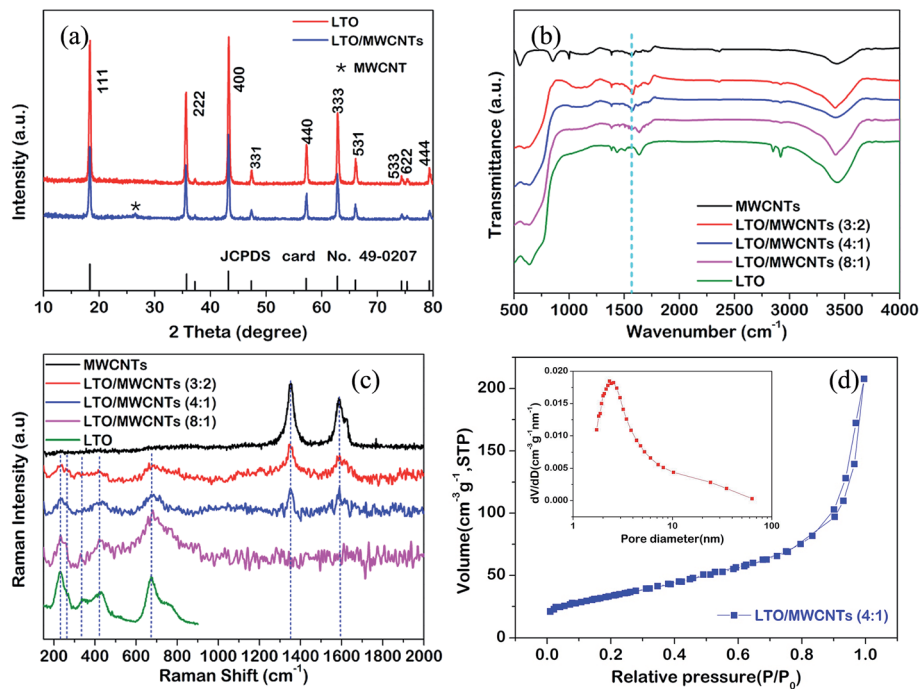 (a)
LTO
LTO/MWCNTs
* MWCNT
111
222
400
331
440
333
531
533
622
444
*
JCPDS card No. 49-0207
Intensity (a.u.)
10 20 30 40 50 60 70 80
2 Theta (degree)
(b)
MWCNTs
LTO/MWCNTs (3:2)
LTO/MWCNTs (4:1)
LTO/MWCNTs (8:1)
LTO
Transmittance (a.u.)
500 1000 1500 2000 2500 3000 3500 4000
Wavenumber (cm⁻¹)
(c)
MWCNTs
LTO/MWCNTs (3:2)
LTO/MWCNTs (4:1)
LTO/MWCNTs (8:1)
LTO
Raman Intensity (a.u)
200 400 600 800 1000 1200 1400 1600 1800 2000
Raman Shift (cm⁻¹)
(d)
Volume(cm⁻³ g⁻¹,STP)
200
150
100
50
0
0.020
0.015
0.010
0.005
0.000
dV/dD(cm⁻³g⁻¹nm⁻¹)
1 10 100
Pore diameter(nm)
LTO/MWCNTs (4:1)
0.0 0.2 0.4 0.6 0.8 1.0
Relative pressure(P/P₀)